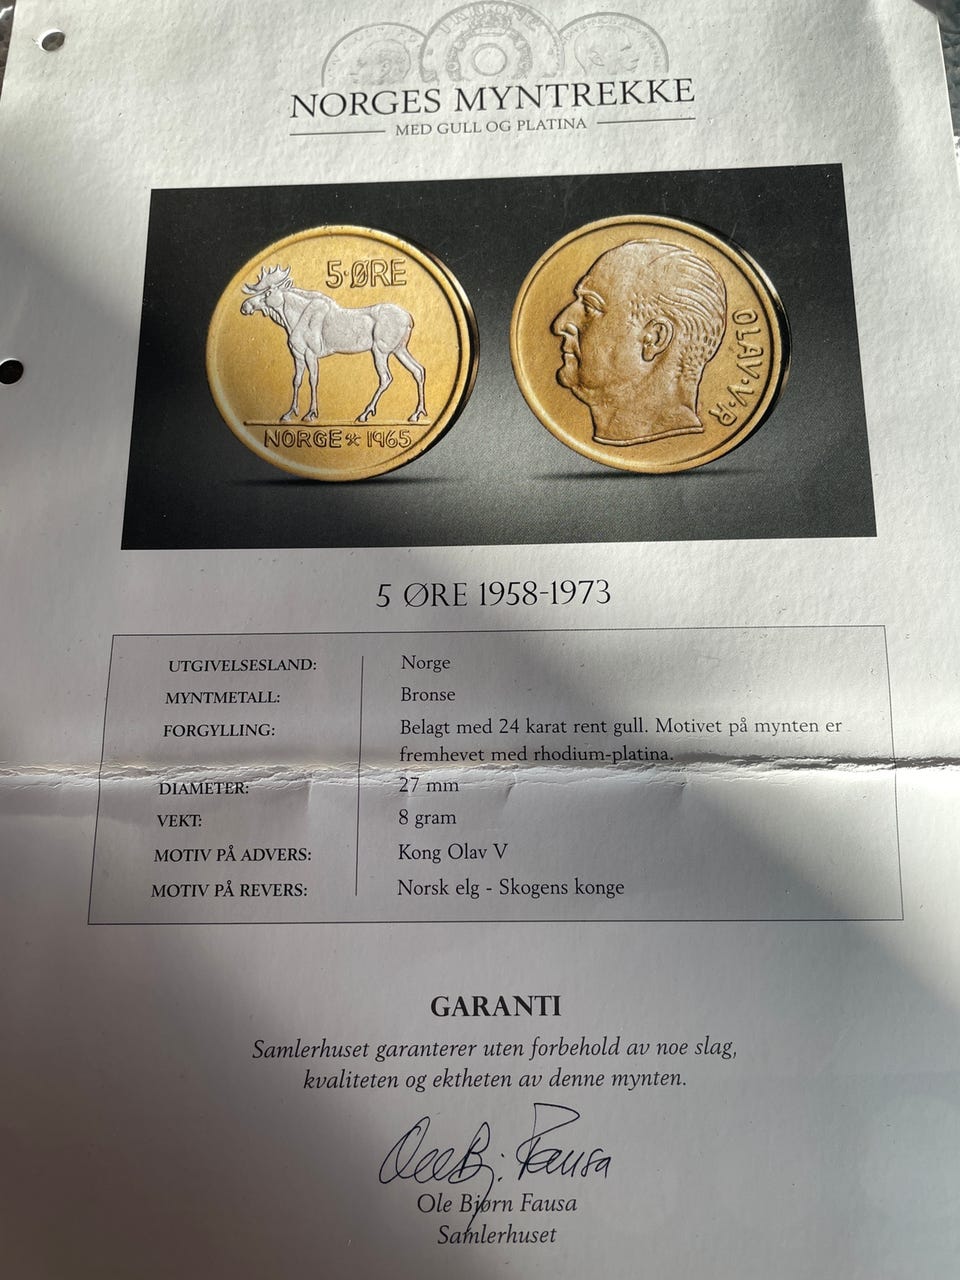 NORGES MYNTREKKE
MED GULL OG PLATINA
5·ØRE
NORGE 1965
OLAV·V·R
5 ØRE 1958-1973
UTGIVELSESLAND: Norge
MYNTMETALL: Bronse
FORGYLLING: Belagt med 24 karat rent gull. Motivet på mynten er
fremhevet med rhodium-platina.
DIAMETER: 27 mm
VEKT: 8 gram
MOTIV PÅ ADVERS: Kong Olav V
MOTIV PÅ REVERS: Norsk elg - Skogens konge
GARANTI
Samlerhuset garanterer uten forbehold av noe slag,
kvaliteten og ektheten av denne mynten.
Ole Bj. Fausa
Ole Bjørn Fausa
Samlerhuset